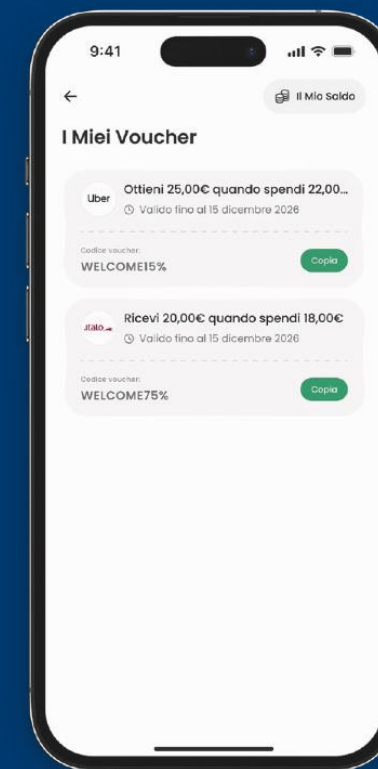 9:41
Il Mio Saldo
I Miei Voucher
Uber
Ottieni 25,00€ quando spendi 22,00...
Valido fino al 15 dicembre 2026
Codice voucher:
WELCOME15%
Copia
italo
Ricevi 20,00€ quando spendi 18,00€
Valido fino al 15 dicembre 2026
Codice voucher:
WELCOME75%
Copia